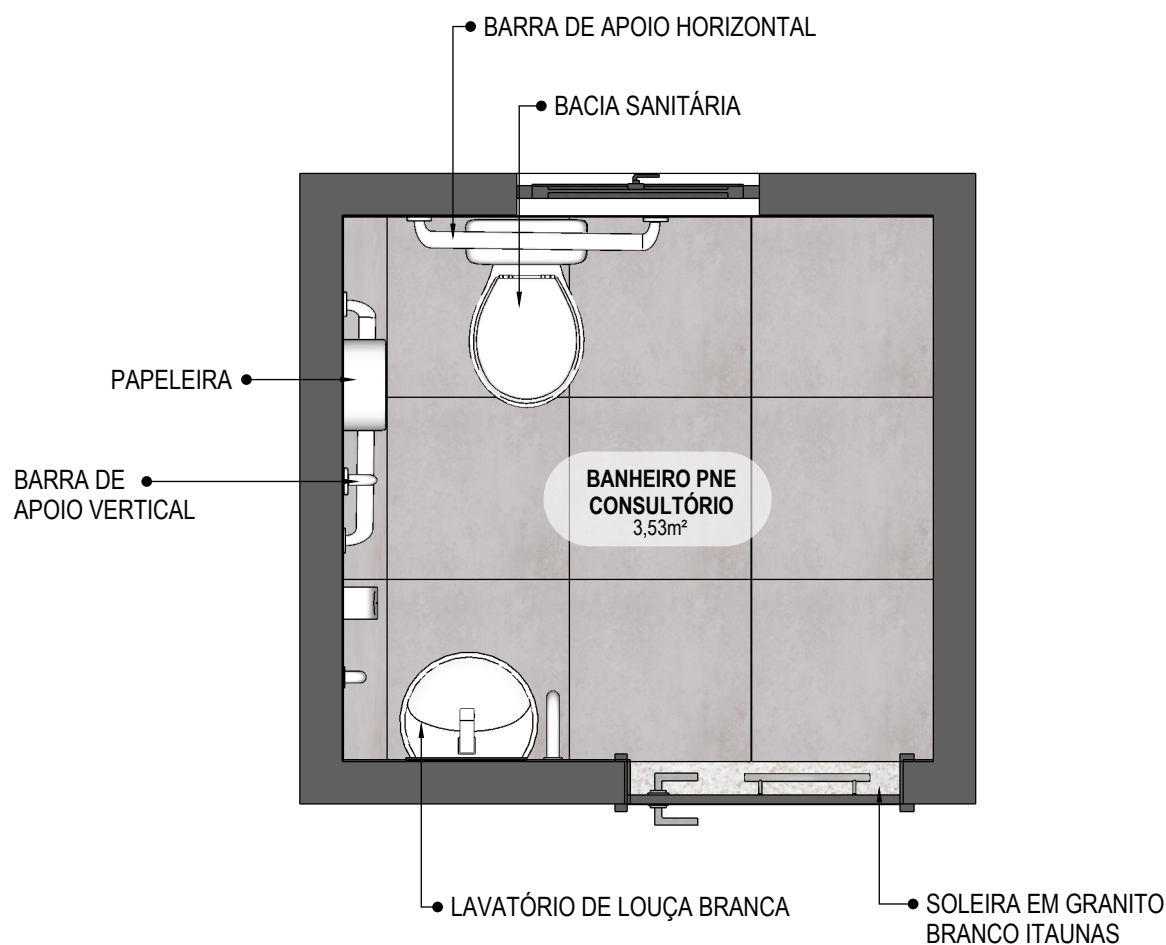 BARRA DE APOIO HORIZONTAL
BACIA SANITÁRIA
PAPELEIRA
BARRA DE
APOIO VERTICAL
BANHEIRO PNE
CONSULTÓRIO
3,53m²
LAVATÓRIO DE LOUÇA BRANCA
SOLEIRA EM GRANITO
BRANCO ITAUNAS